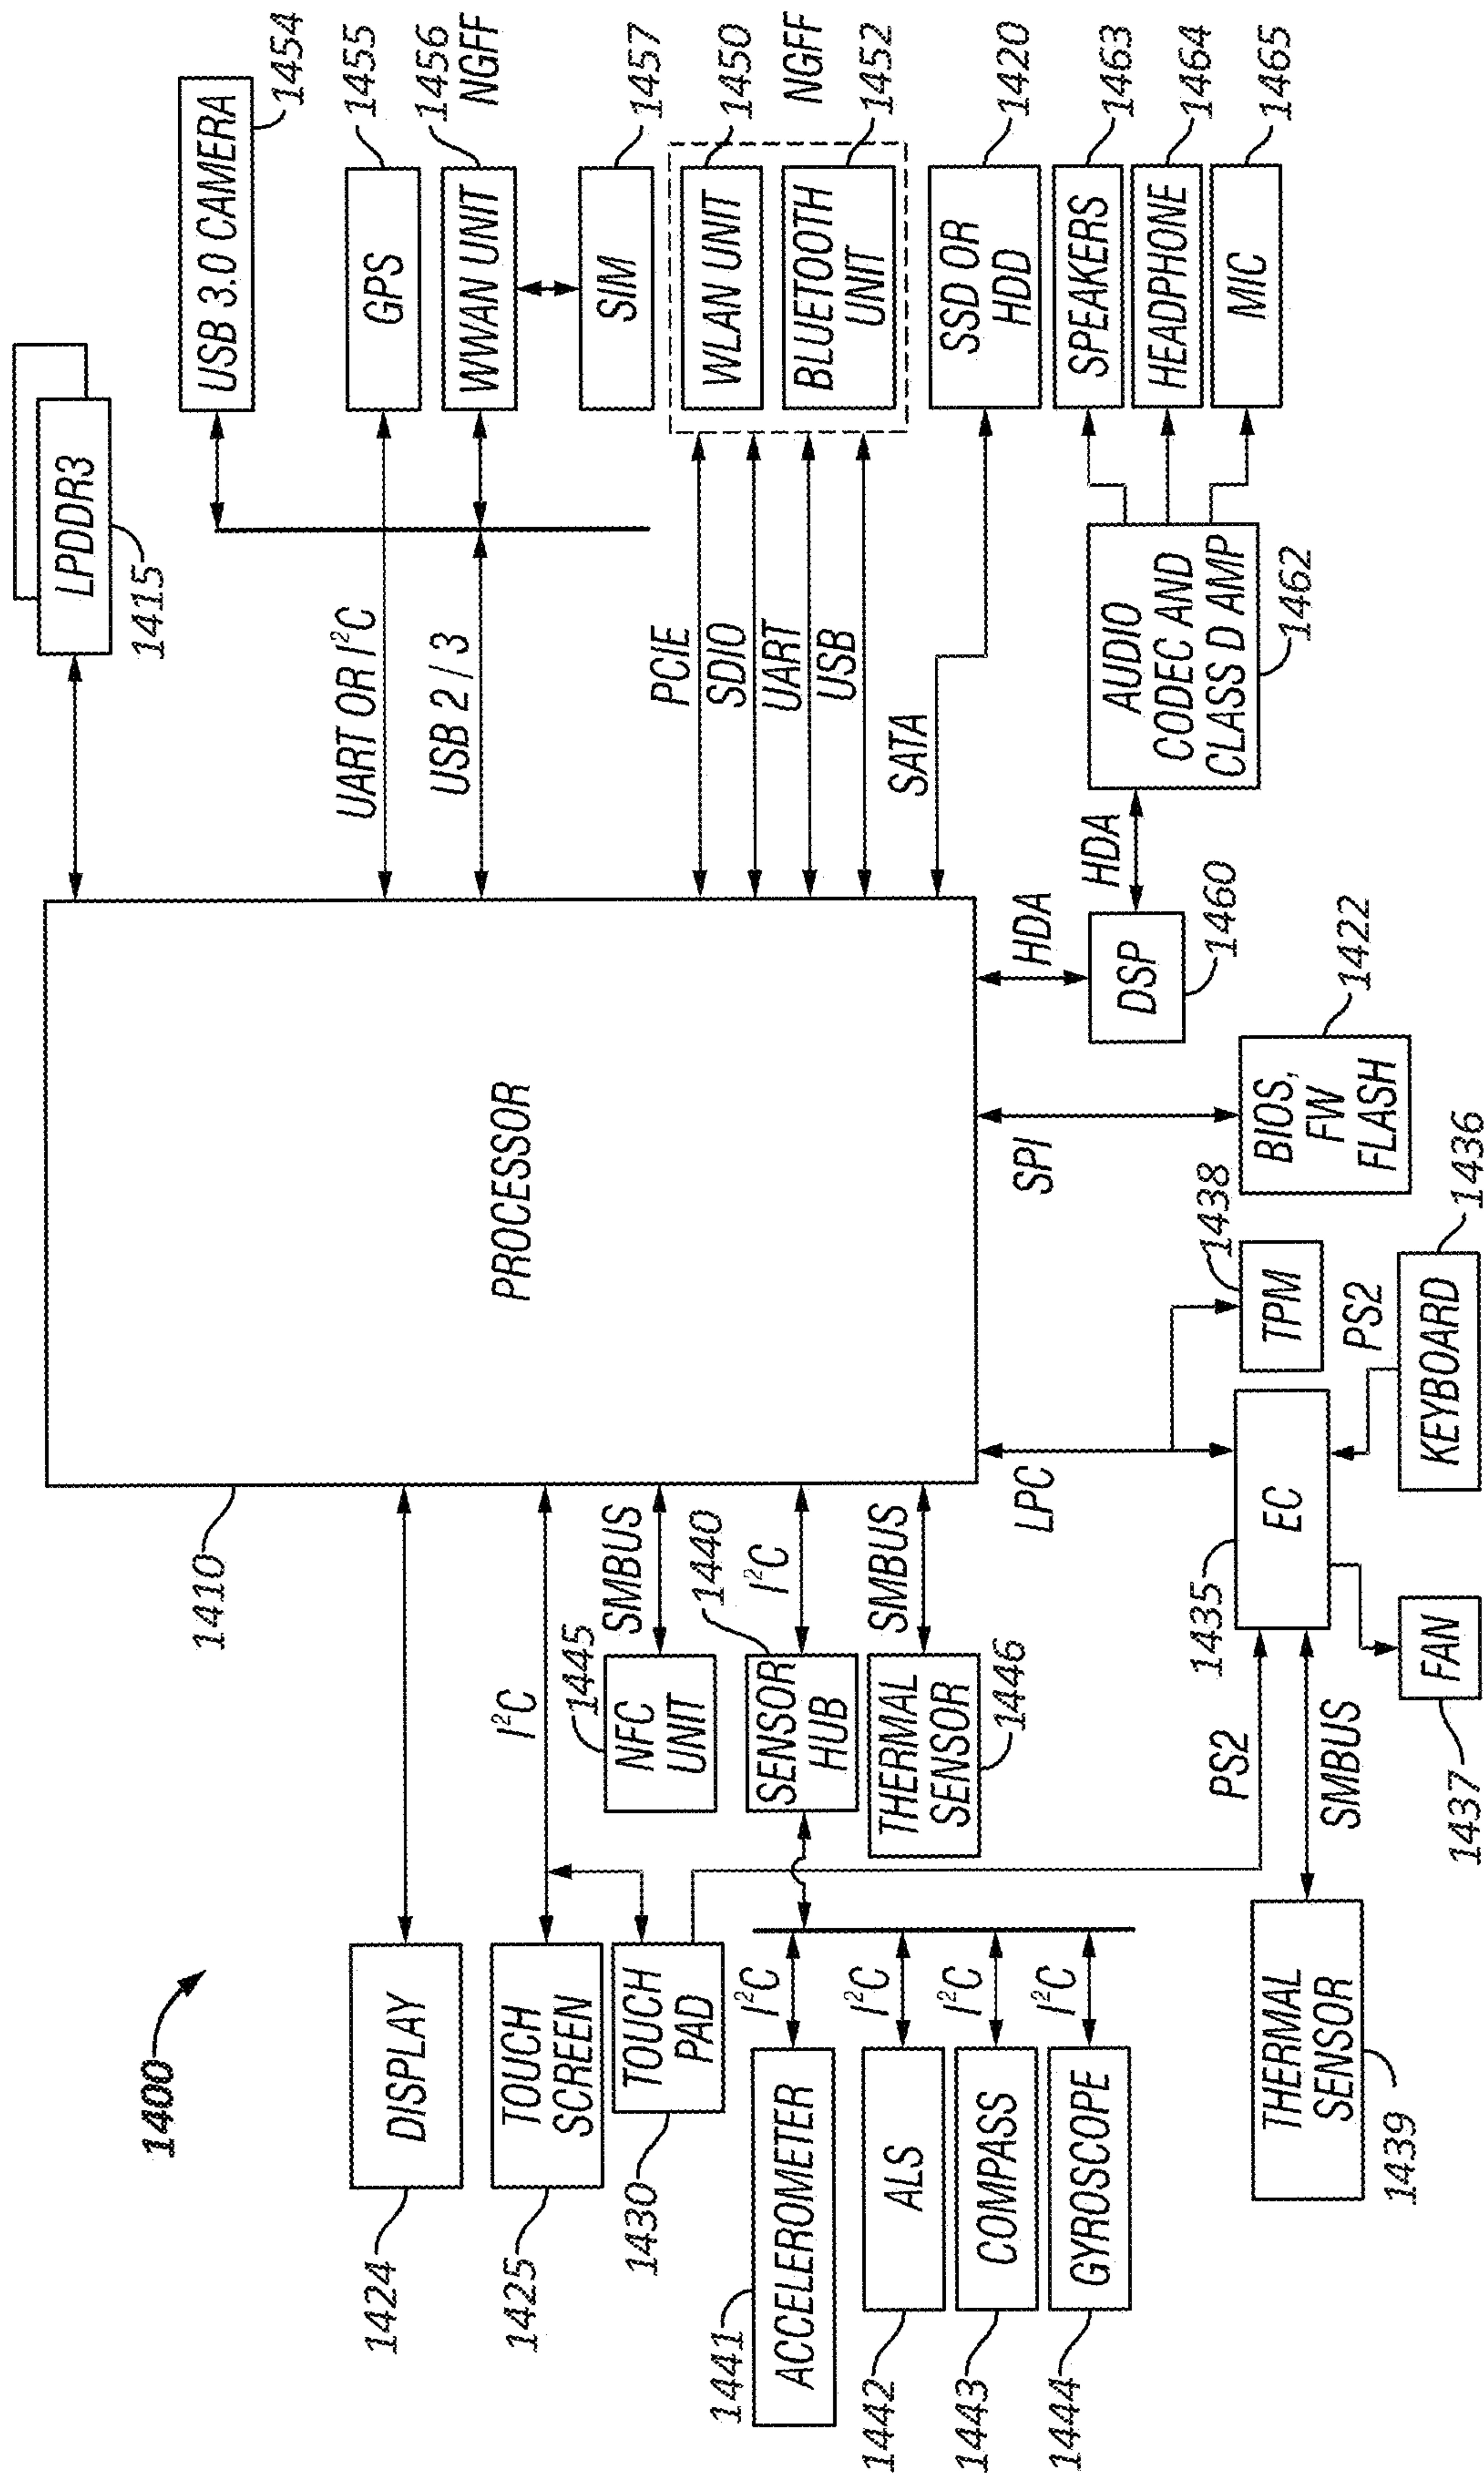 1400
1410
PROCESSOR
LPDDR3
1415
USB 3.0 CAMERA
1454
UART OR I²C
GPS
1455
USB 2 / 3
WWAN UNIT
1456
NGFF
SIM
1457
PCIE
SDIO
UART
USB
WLAN UNIT
1450
NGFF
BLUETOOTH
UNIT
1452
SATA
SSD OR
HDD
1420
SPEAKERS
1463
HEADPHONE
1464
MIC
1465
AUDIO
CODEC AND
CLASS D AMP
1462
HDA
HDA
DSP
1460
SPI
BIOS,
FW
FLASH
1422
LPC
TPM
1438
EC
1435
PS2
KEYBOARD
1436
FAN
1437
PS2
SMBUS
THERMAL
SENSOR
1439
DISPLAY
1424
I²C
TOUCH
SCREEN
1425
TOUCH
PAD
1430
SMBUS
NFC
UNIT
1445
I²C
SENSOR
HUB
1440
SMBUS
THERMAL
SENSOR
1446
I²C
ACCELEROMETER
1441
I²C
ALS
1442
I²C
COMPASS
1443
I²C
GYROSCOPE
1444